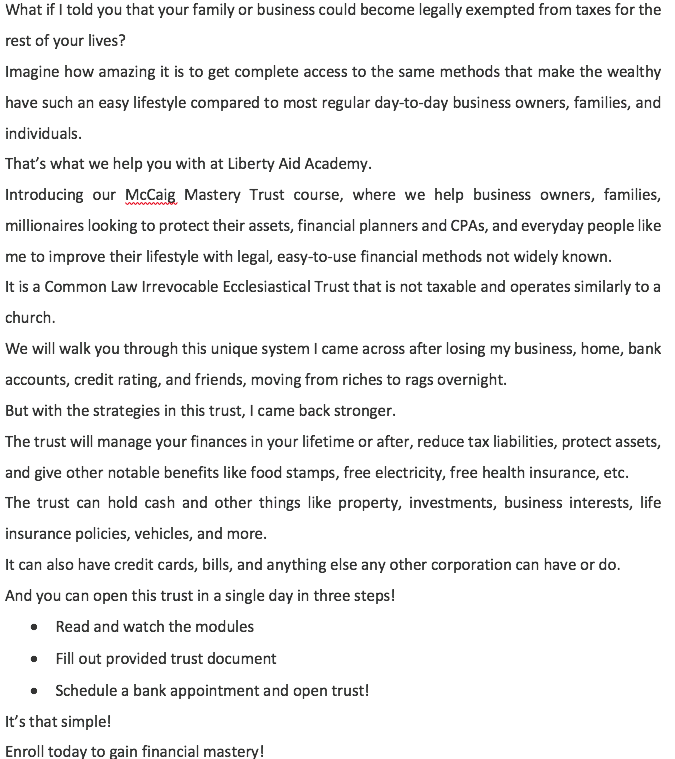 What if I told you that your family or business could become legally exempted from taxes for the
rest of your lives?
Imagine how amazing it is to get complete access to the same methods that make the wealthy
have such an easy lifestyle compared to most regular day-to-day business owners, families, and
individuals.
That's what we help you with at Liberty Aid Academy.
Introducing our McCaig Mastery Trust course, where we help business owners, families,
millionaires looking to protect their assets, financial planners and CPAs, and everyday people like
me to improve their lifestyle with legal, easy-to-use financial methods not widely known.
It is a Common Law Irrevocable Ecclesiastical Trust that is not taxable and operates similarly to a
church.
We will walk you through this unique system I came across after losing my business, home, bank
accounts, credit rating, and friends, moving from riches to rags overnight.
But with the strategies in this trust, I came back stronger.
The trust will manage your finances in your lifetime or after, reduce tax liabilities, protect assets,
and give other notable benefits like food stamps, free electricity, free health insurance, etc.
The trust can hold cash and other things like property, investments, business interests, life
insurance policies, vehicles, and more.
It can also have credit cards, bills, and anything else any other corporation can have or do.
And you can open this trust in a single day in three steps!
• Read and watch the modules
• Fill out provided trust document
• Schedule a bank appointment and open trust!
It's that simple!
Enroll today to gain financial mastery!